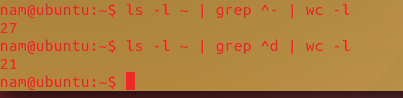 nam@ubuntu:~$ ls -l ~ | grep ^- | wc -l
27
nam@ubuntu:~$ ls -l ~ | grep ^d | wc -l
21
nam@ubuntu:~$